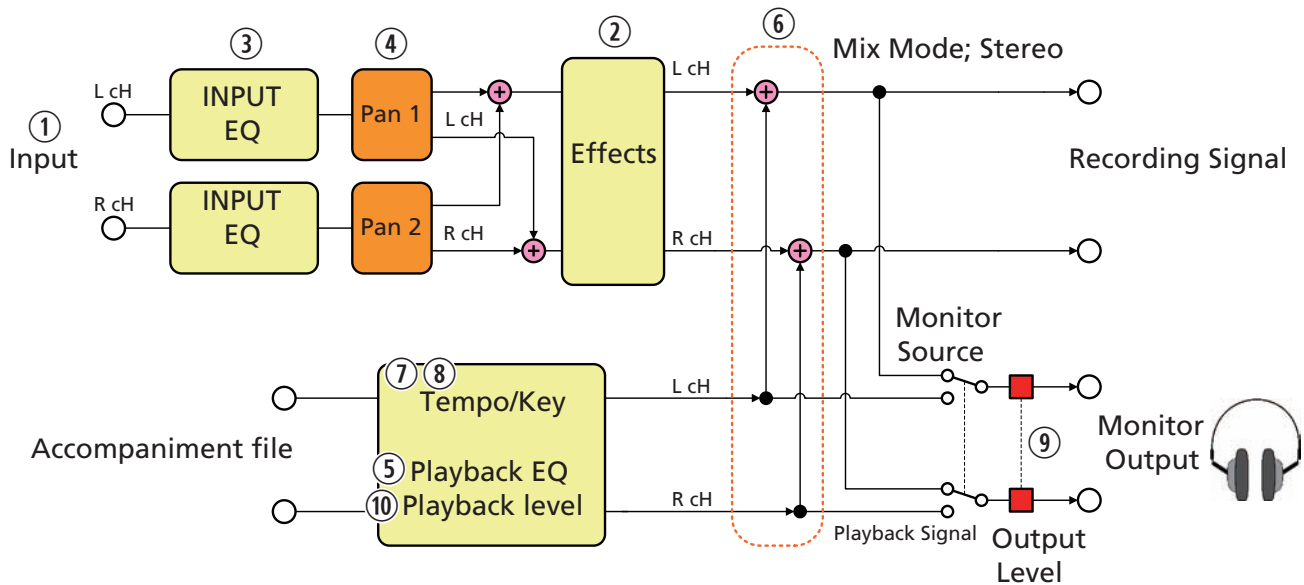 ③
④
②
⑥
Mix Mode; Stereo
L cH
INPUT
EQ
Pan 1
L cH
L cH
①
Input
Effects
Recording Signal
R cH
INPUT
EQ
Pan 2
R cH
R cH
Monitor
Source
⑦ ⑧
Tempo/Key
L cH
Accompaniment file
⑤ Playback EQ
⑩ Playback level
R cH
⑨
Monitor
Output
Playback Signal
Output
Level